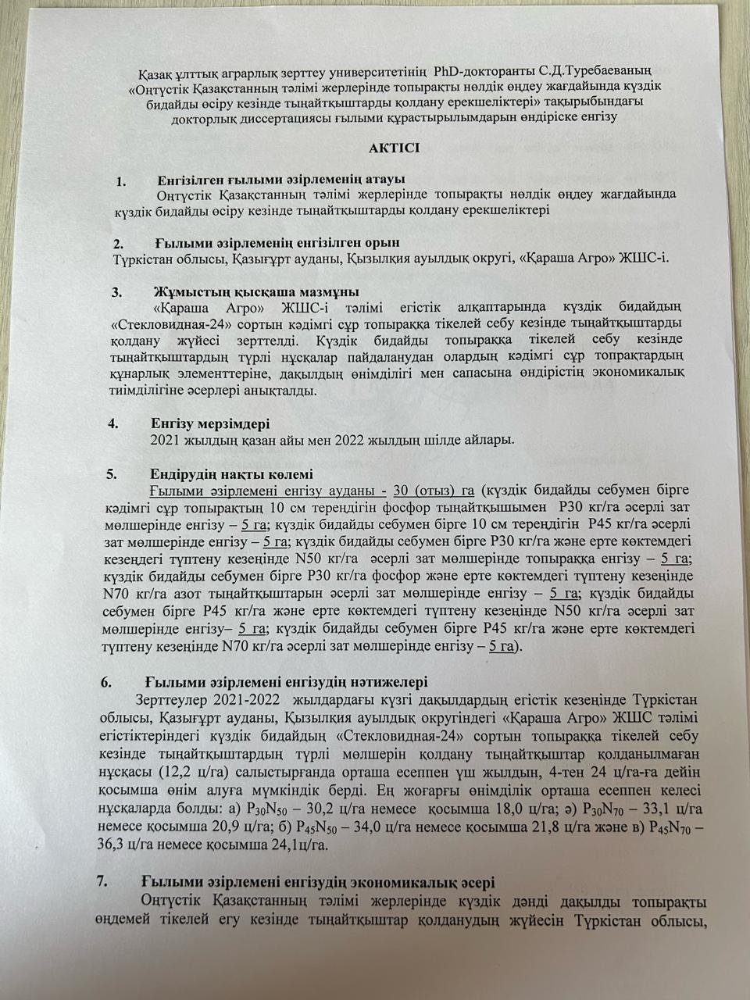 Қазақ ұлттық аграрлық зерттеу университетінің PhD-докторанты С.Д.Туребаеваның
«Оңтүстік Қазақстанның тәлімі жерлерінде топырақты нөлдік өңдеу жағдайында күздік
бидайды өсіру кезінде тыңайтқыштарды қолдану ерекшеліктері» тақырыбындағы
докторлық диссертациясы ғылыми құрастырылымдарын өндіріске енгізу
АКТІСІ
1. Енгізілген ғылыми әзірлеменің атауы
Оңтүстік Қазақстанның тәлімі жерлерінде топырақты нөлдік өңдеу жағдайында
күздік бидайды өсіру кезінде тыңайтқыштарды қолдану ерекшеліктері
2. Ғылыми әзірлеменің енгізілген орын
Түркістан облысы, Қазығұрт ауданы, Қызылқия ауылдық округі, «Қараша Агро» ЖШС-і.
3. Жұмыстың қысқаша мазмұны
«Қараша Агро» ЖШС-і тәлімі егістік алқаптарында күздік бидайдың
«Стекловидная-24» сортын кәдімгі сұр топыраққа тікелей себу кезінде тыңайтқыштарды
қолдану жүйесі зерттелді. Күздік бидайды топыраққа тікелей себу кезінде
тыңайтқыштардың түрлі нұсқалар пайдаланудан олардың кәдімгі сұр топрақтардың
құнарлық элементтеріне, дақылдың өнімділігі мен сапасына өндірістің экономикалық
тиімділігіне әсерлері анықталды.
4. Енгізу мерзімдері
2021 жылдың қазан айы мен 2022 жылдың шілде айлары.
5. Ендірудің нақты көлемі
Ғылыми әзірлемені енгізу ауданы - 30 (отыз) га (күздік бидайды себумен бірге
кәдімгі сұр топырақтың 10 см тереңдігін фосфор тыңайтқышымен P30 кг/га әсерлі зат
мөлшерінде енгізу – 5 га; күздік бидайды себумен бірге 10 см тереңдігін P45 кг/га әсерлі
зат мөлшерінде енгізу – 5 га; күздік бидайды себумен бірге P30 кг/га және ерте көктемдегі
кезеңдегі түптену кезеңінде N50 кг/га әсерлі зат мөлшерінде топыраққа енгізу – 5 га;
күздік бидайды себумен бірге P30 кг/га фосфор және ерте көктемдегі түптену кезеңінде
N70 кг/га азот тыңайтқыштарын әсерлі зат мөлшерінде енгізу – 5 га; күздік бидайды
себумен бірге P45 кг/га және ерте көктемдегі түптену кезеңінде N50 кг/га әсерлі зат
мөлшерінде енгізу– 5 га; күздік бидайды себумен бірге P45 кг/га және ерте көктемдегі
түптену кезеңінде N70 кг/га әсерлі зат мөлшерінде енгізу – 5 га).
6. Ғылыми әзірлемені енгізудің нәтижелері
Зерттеулер 2021-2022 жылдардағы күзгі дақылдардың егістік кезеңінде Түркістан
облысы, Қазығұрт ауданы, Қызылқия ауылдық округіндегі «Қараша Агро» ЖШС тәлімі
егістіктеріндегі күздік бидайдың «Стекловидная-24» сортын топыраққа тікелей себу
кезінде тыңайтқыштардың түрлі мөлшерін қолдану тыңайтқыштар қолданылмаған
нұсқасы (12,2 ц/га) салыстырғанда орташа есеппен үш жылдын, 4-тен 24 ц/га-ға дейін
қосымша өнім алуға мүмкіндік берді. Ең жоғарғы өнімділік орташа есеппен келесі
нұсқаларда болды: а) P30N50 – 30,2 ц/га немесе қосымша 18,0 ц/га; ә) P30N70 – 33,1 ц/га
немесе қосымша 20,9 ц/га; б) P45N50 – 34,0 ц/га немесе қосымша 21,8 ц/га және в) P45N70 –
36,3 ц/га немесе қосымша 24,1ц/га.
7. Ғылыми әзірлемені енгізудің экономикалық әсері
Оңтүстік Қазақстанның тәлімі жерлерінде күздік дәнді дақылды топырақты
өңдемей тікелей егу кезінде тыңайтқыштар қолданудың жүйесін Түркістан облысы,